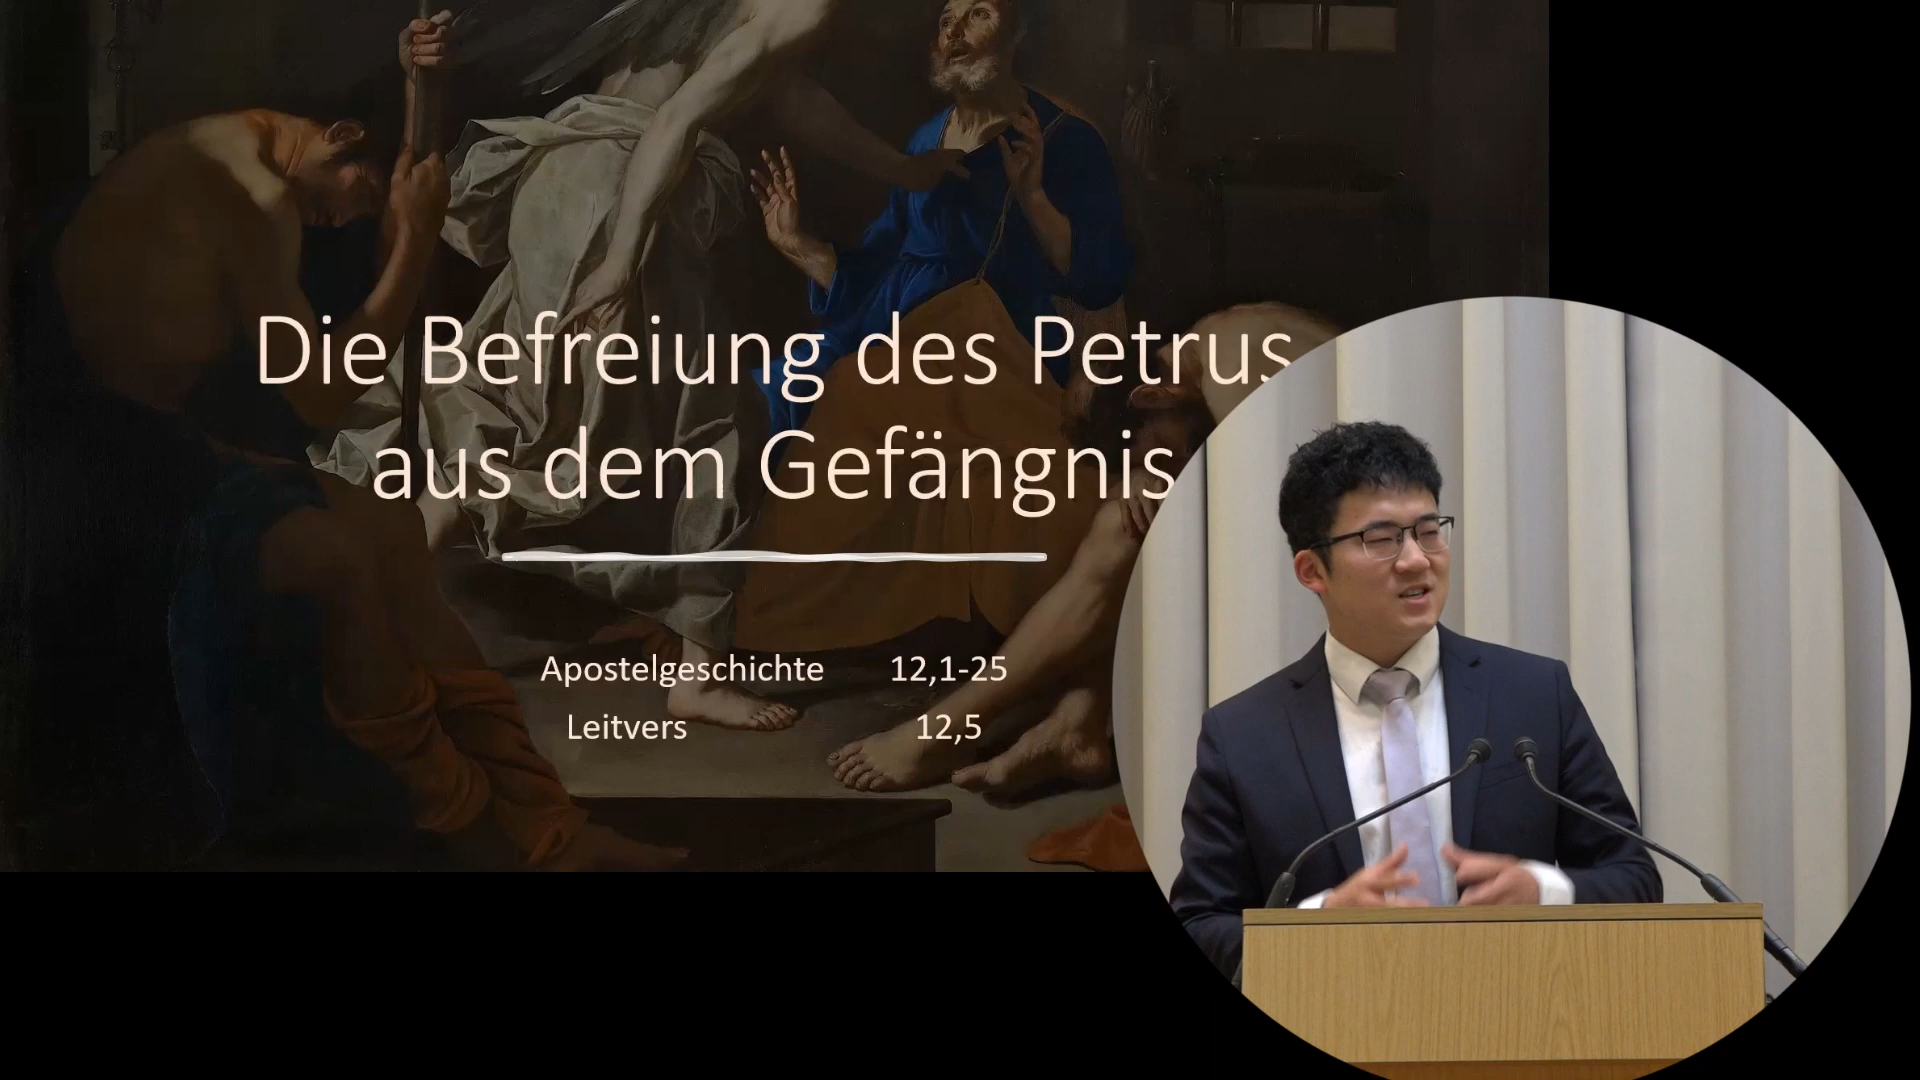 Die Befreiung des Petrus
aus dem Gefängnis
Apostelgeschichte 12,1-25
Leitvers 12,5